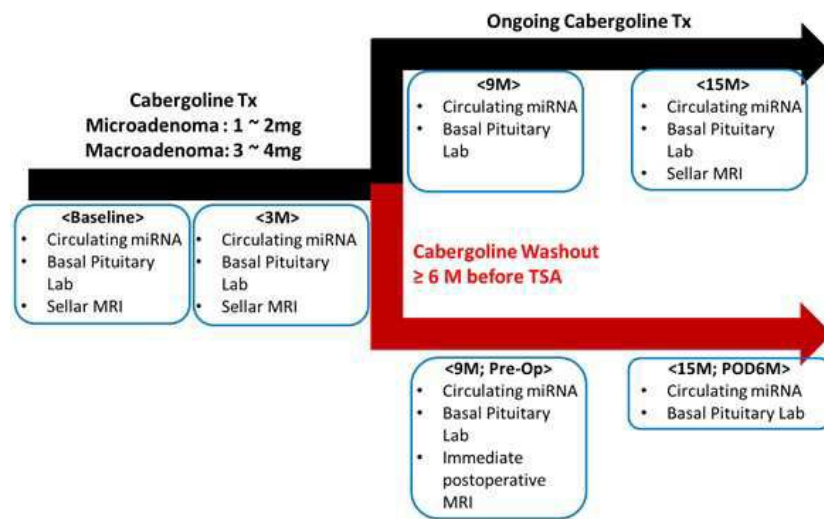 Ongoing Cabergoline Tx
Cabergoline Tx
Microadenoma : 1 ~ 2mg
Macroadenoma: 3 ~ 4mg
<Baseline>
• Circulating miRNA
• Basal Pituitary
Lab
• Sellar MRI
<3M>
• Circulating miRNA
• Basal Pituitary
Lab
• Sellar MRI
<9M>
• Circulating miRNA
• Basal Pituitary
Lab
<15M>
• Circulating miRNA
• Basal Pituitary
Lab
• Sellar MRI
Cabergoline Washout
≥ 6 M before TSA
<9M; Pre-Op>
• Circulating miRNA
• Basal Pituitary
Lab
• Immediate
postoperative
MRI
<15M; POD6M>
• Circulating miRNA
• Basal Pituitary Lab